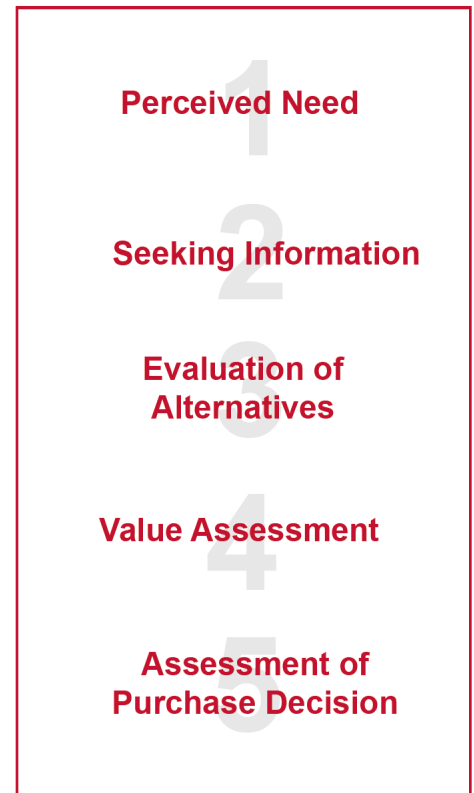 1
Perceived Need
2
Seeking Information
3
Evaluation of
Alternatives
4
Value Assessment
5
Assessment of
Purchase Decision